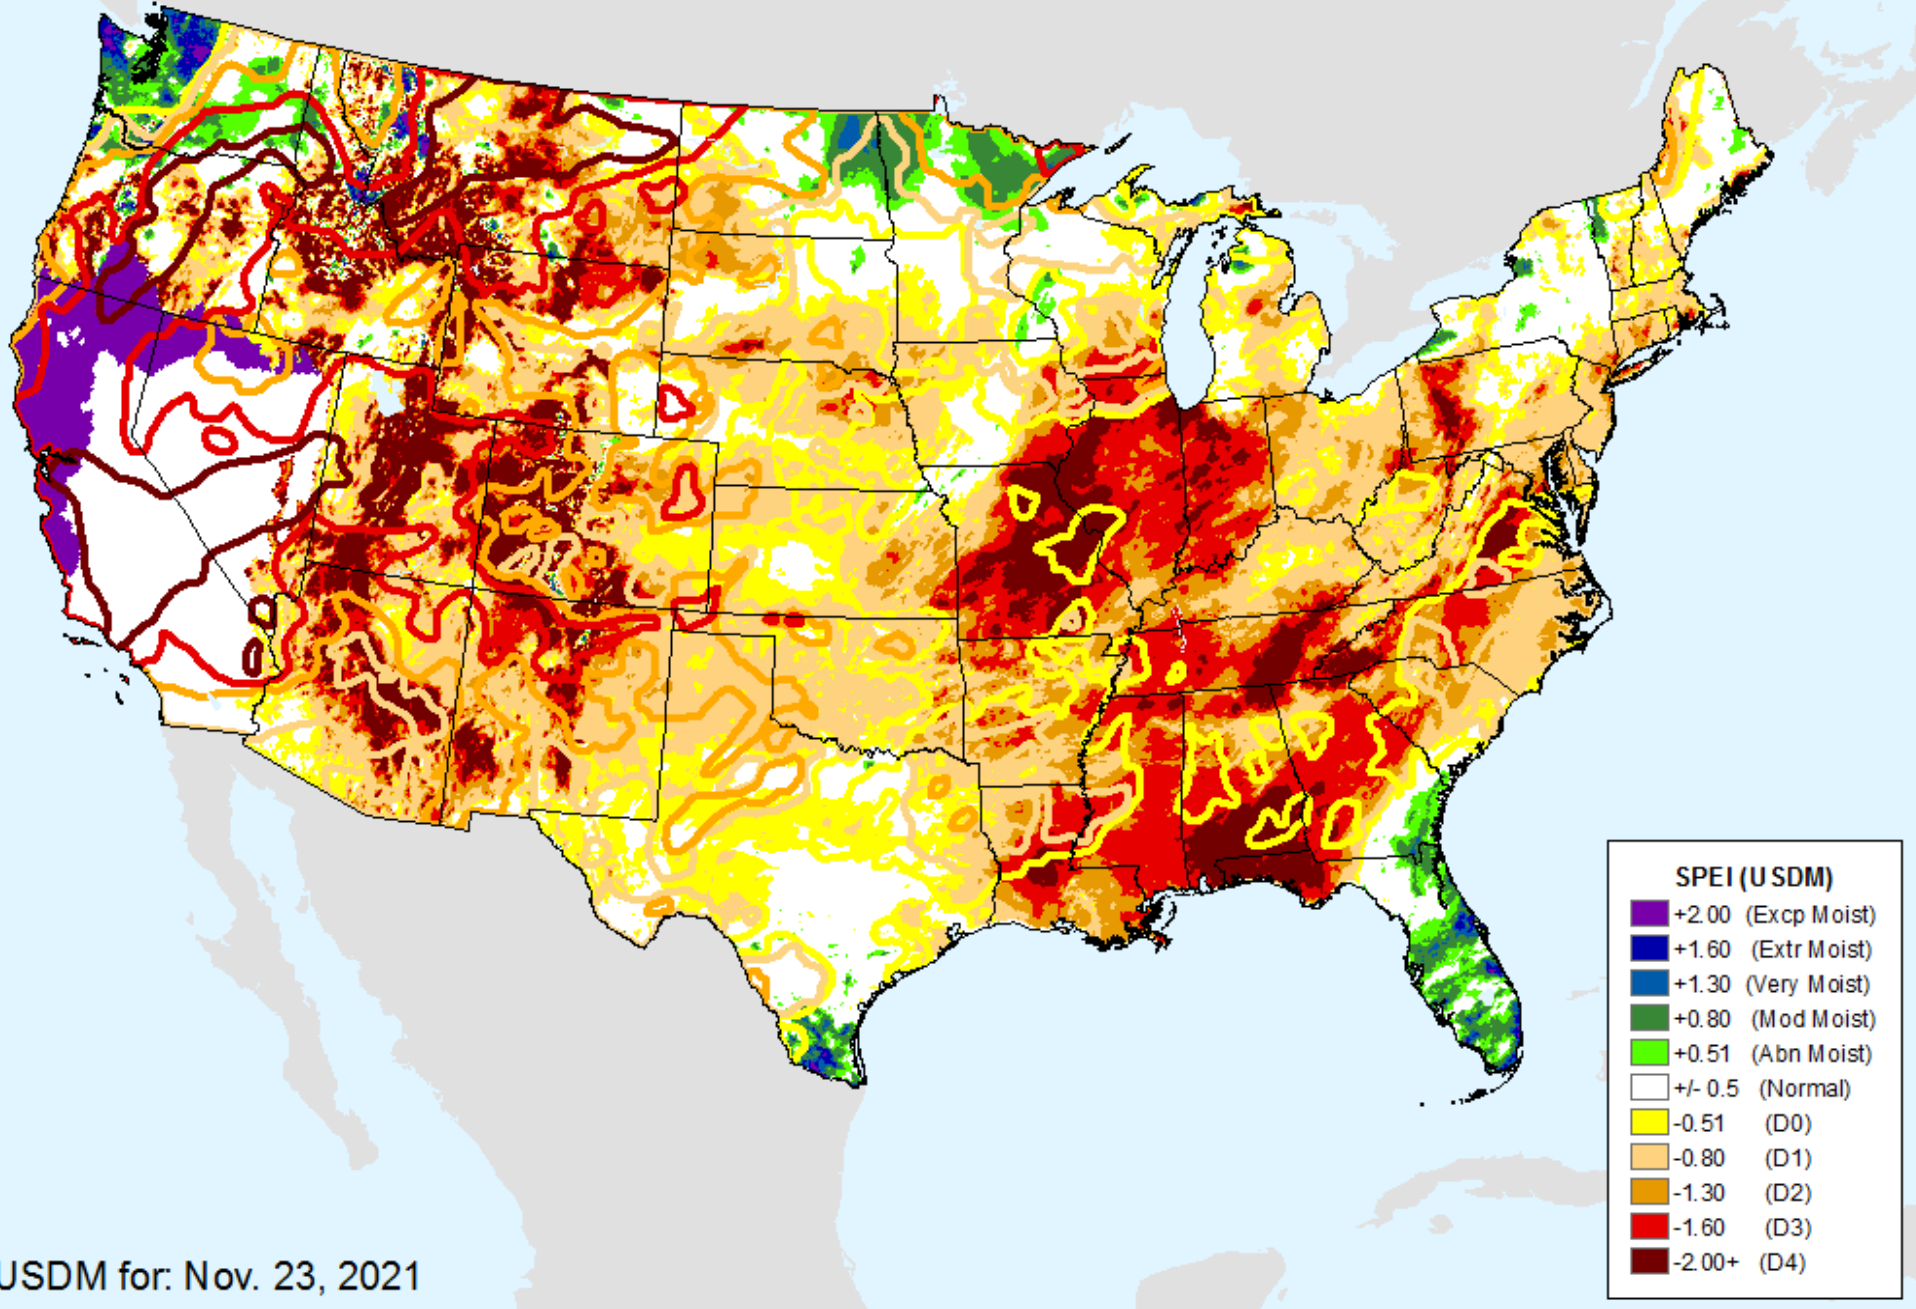 SPEI (USDM)
+2.00 (Excp Moist)
+1.60 (Extr Moist)
+1.30 (Very Moist)
+0.80 (Mod Moist)
+0.51 (Abn Moist)
+/- 0.5 (Normal)
-0.51 (D0)
-0.80 (D1)
-1.30 (D2)
-1.60 (D3)
-2.00+ (D4)
USDM for: Nov. 23, 2021